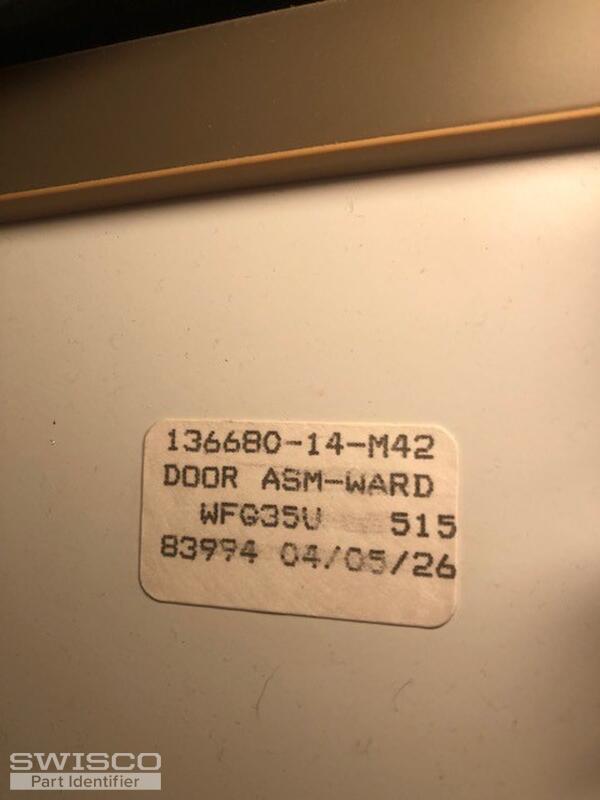 136680-14-M42
DOOR ASM-WARD
WFG35U 515
83994 04/05/26
SWISCO
Part Identifier